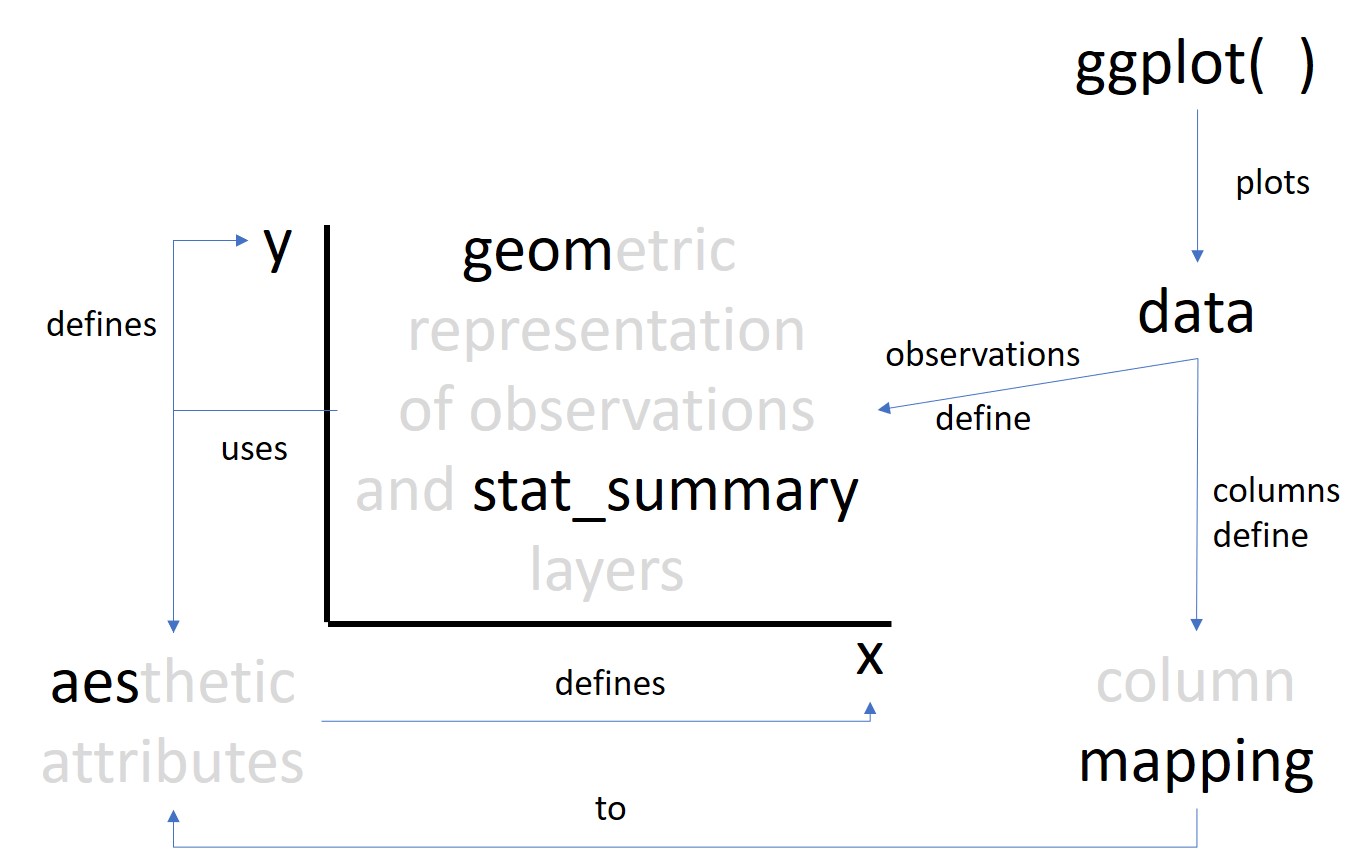 ggplot( )
plots
y
geometric
data
defines
representation
observations
of observations
define
uses
and stat_summary
columns
define
layers
x
aesthetic
defines
column
attributes
mapping
to